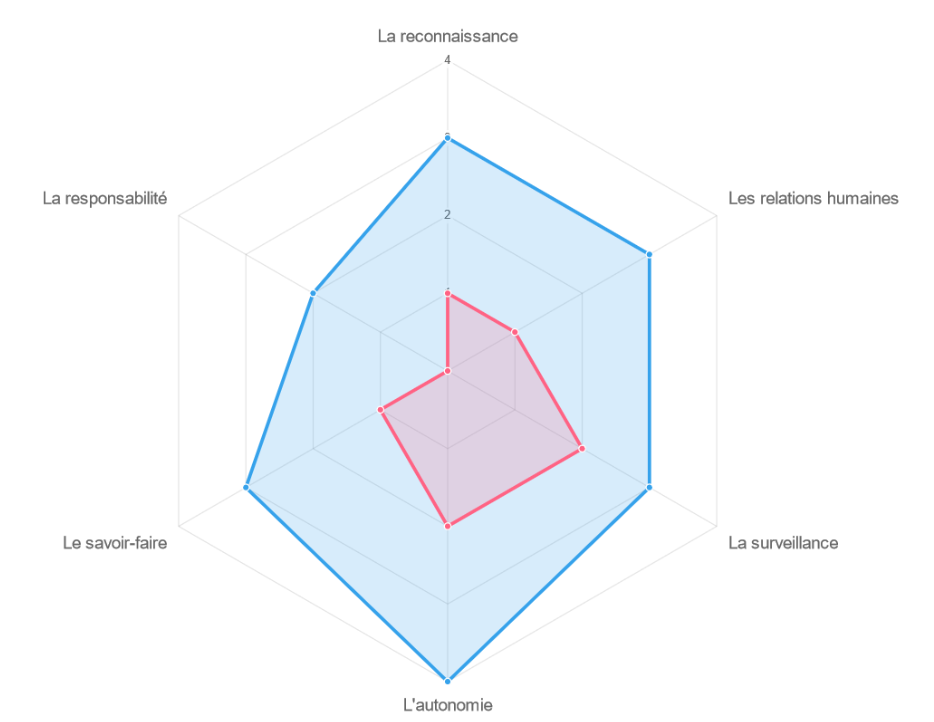 La reconnaissance
4
La responsabilité
Les relations humaines
2
Le savoir-faire
La surveillance
L'autonomie